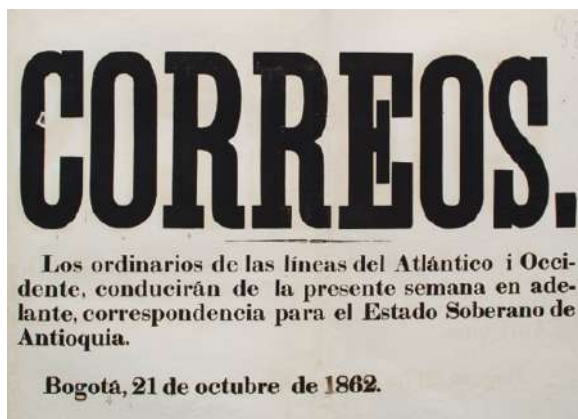 CORREOS.
Los ordinarios de las líneas del Atlántico i Occi-
dente, conducirán de la presente semana en ade-
lante, correspondencia para el Estado Soberano de
Antioquia.
Bogotá, 21 de octubre de 1862.